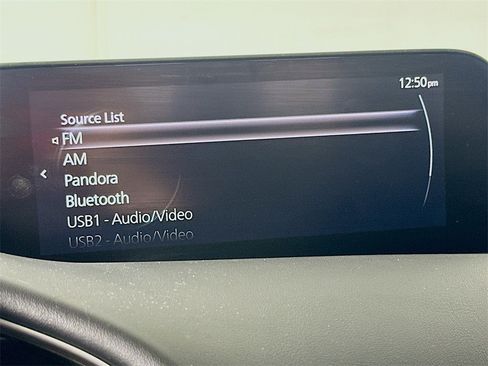 12:50pm
Source List
FM
AM
Pandora
Bluetooth
USB1 - Audio/Video
USB2 - Audio/Video